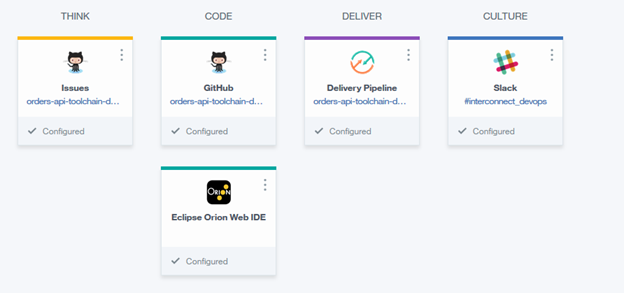 THINK
CODE
DELIVER
CULTURE
Issues
orders-api-toolchain-d...
Configured
GitHub
orders-api-toolchain-d...
Configured
Delivery Pipeline
orders-api-toolchain-d...
Configured
Slack
#interconnect_devops
Configured
ORION
Eclipse Orion Web IDE
Configured